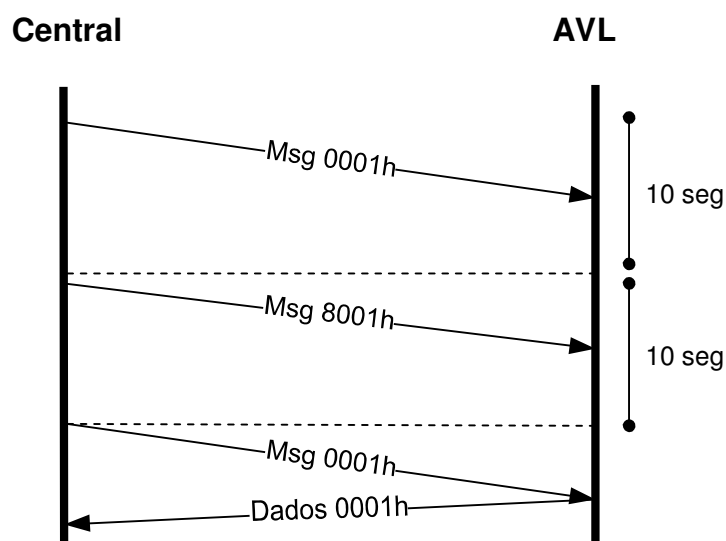 Central
AVL
Msg 0001h
10 seg
Msg 8001h
10 seg
Msg 0001h
Dados 0001h